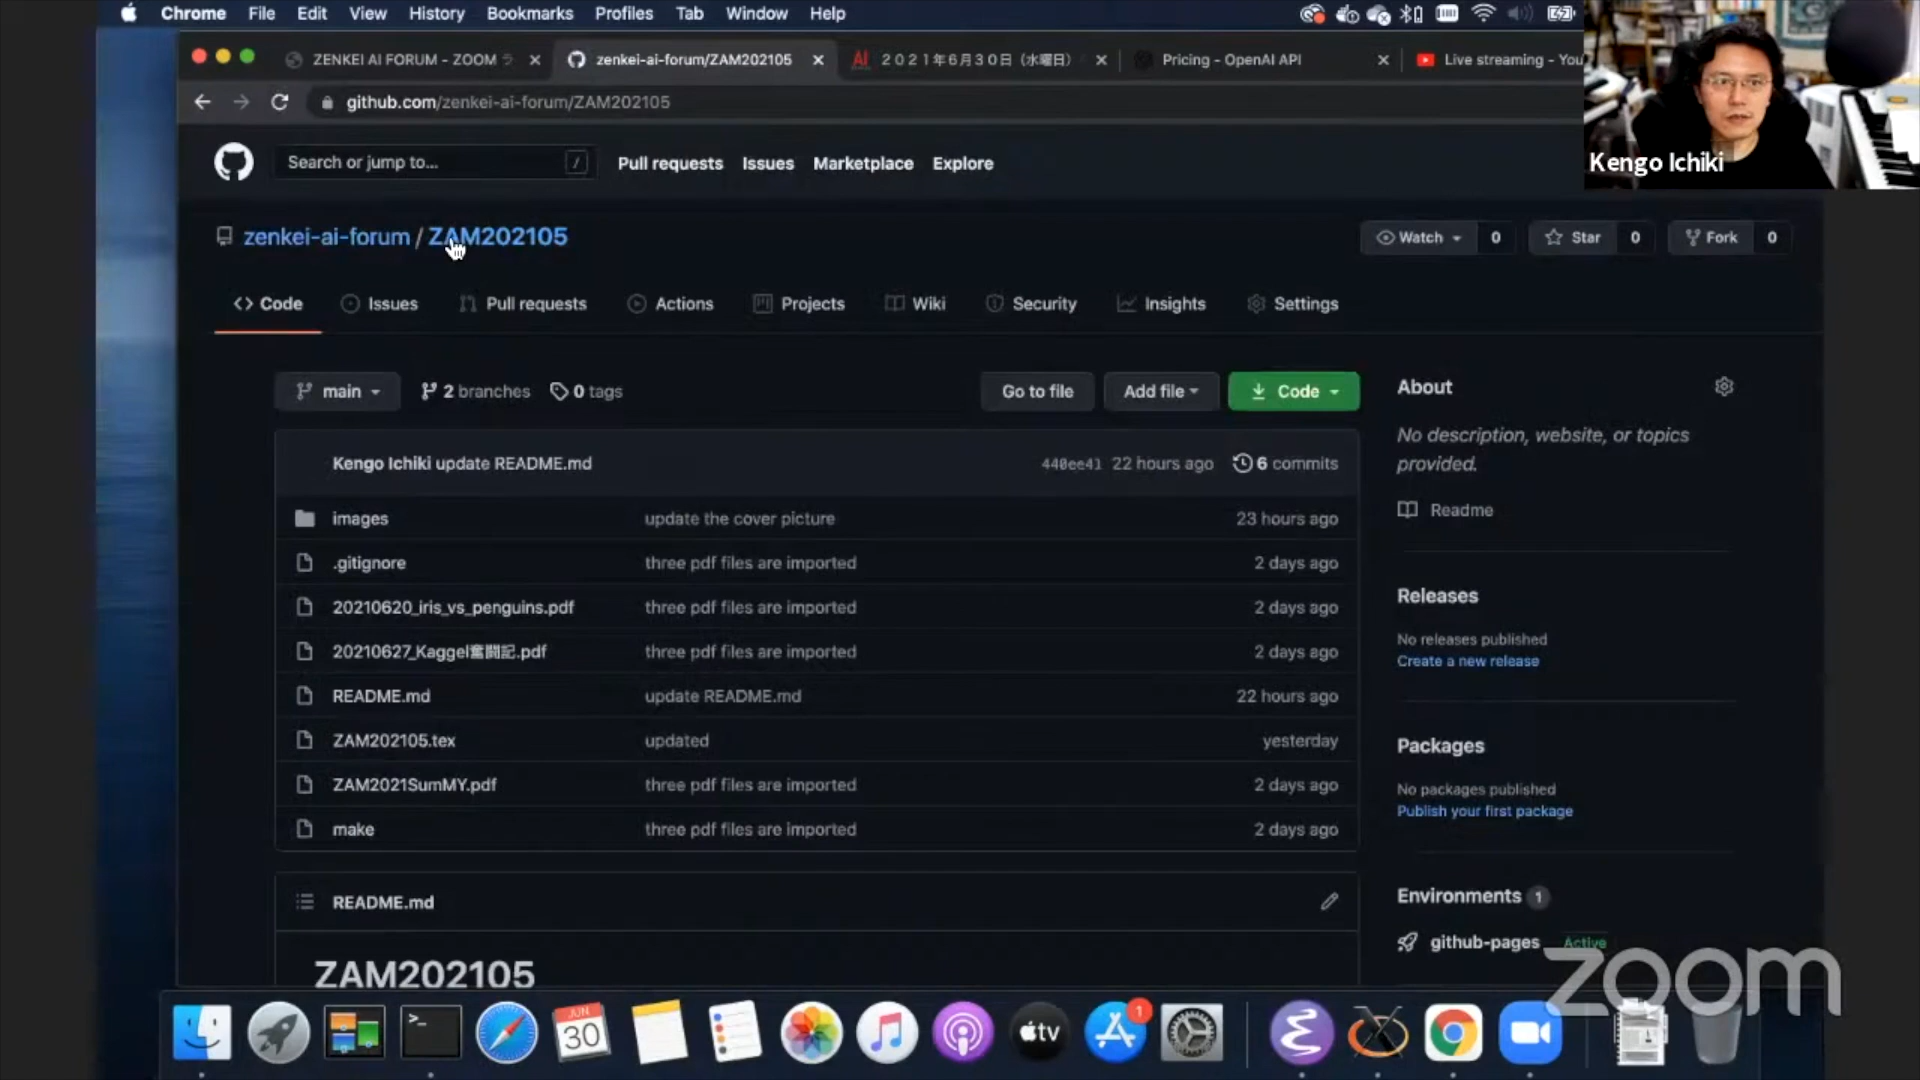 Chrome File Edit View History Bookmarks Profiles Tab Window Help
ZENKEI AI FORUM - ZOOM ラ
zenkei-ai-forum/ZAM202105
２０２１年6月３０日（水曜日）
Pricing - OpenAI API
Live streaming - You
github.com/zenkei-ai-forum/ZAM202105
Kengo Ichiki
Search or jump to... /
Pull requests Issues Marketplace Explore
zenkei-ai-forum / ZAM202105
Watch 0 Star 0 Fork 0
<> Code Issues Pull requests Actions Projects Wiki Security Insights Settings
main 2 branches 0 tags Go to file Add file Code
Kengo Ichiki update README.md 440ee41 22 hours ago 6 commits
images update the cover picture 23 hours ago
.gitignore three pdf files are imported 2 days ago
20210620_iris_vs_penguins.pdf three pdf files are imported 2 days ago
20210627_Kaggel奮闘記.pdf three pdf files are imported 2 days ago
README.md update README.md 22 hours ago
ZAM202105.tex updated yesterday
ZAM2021SumMY.pdf three pdf files are imported 2 days ago
make three pdf files are imported 2 days ago
README.md
ZAM202105
About
No description, website, or topics
provided.
Readme
Releases
No releases published
Create a new release
Packages
No packages published
Publish your first package
Environments 1
github-pages Active
zoom
JUN
30
tv
1